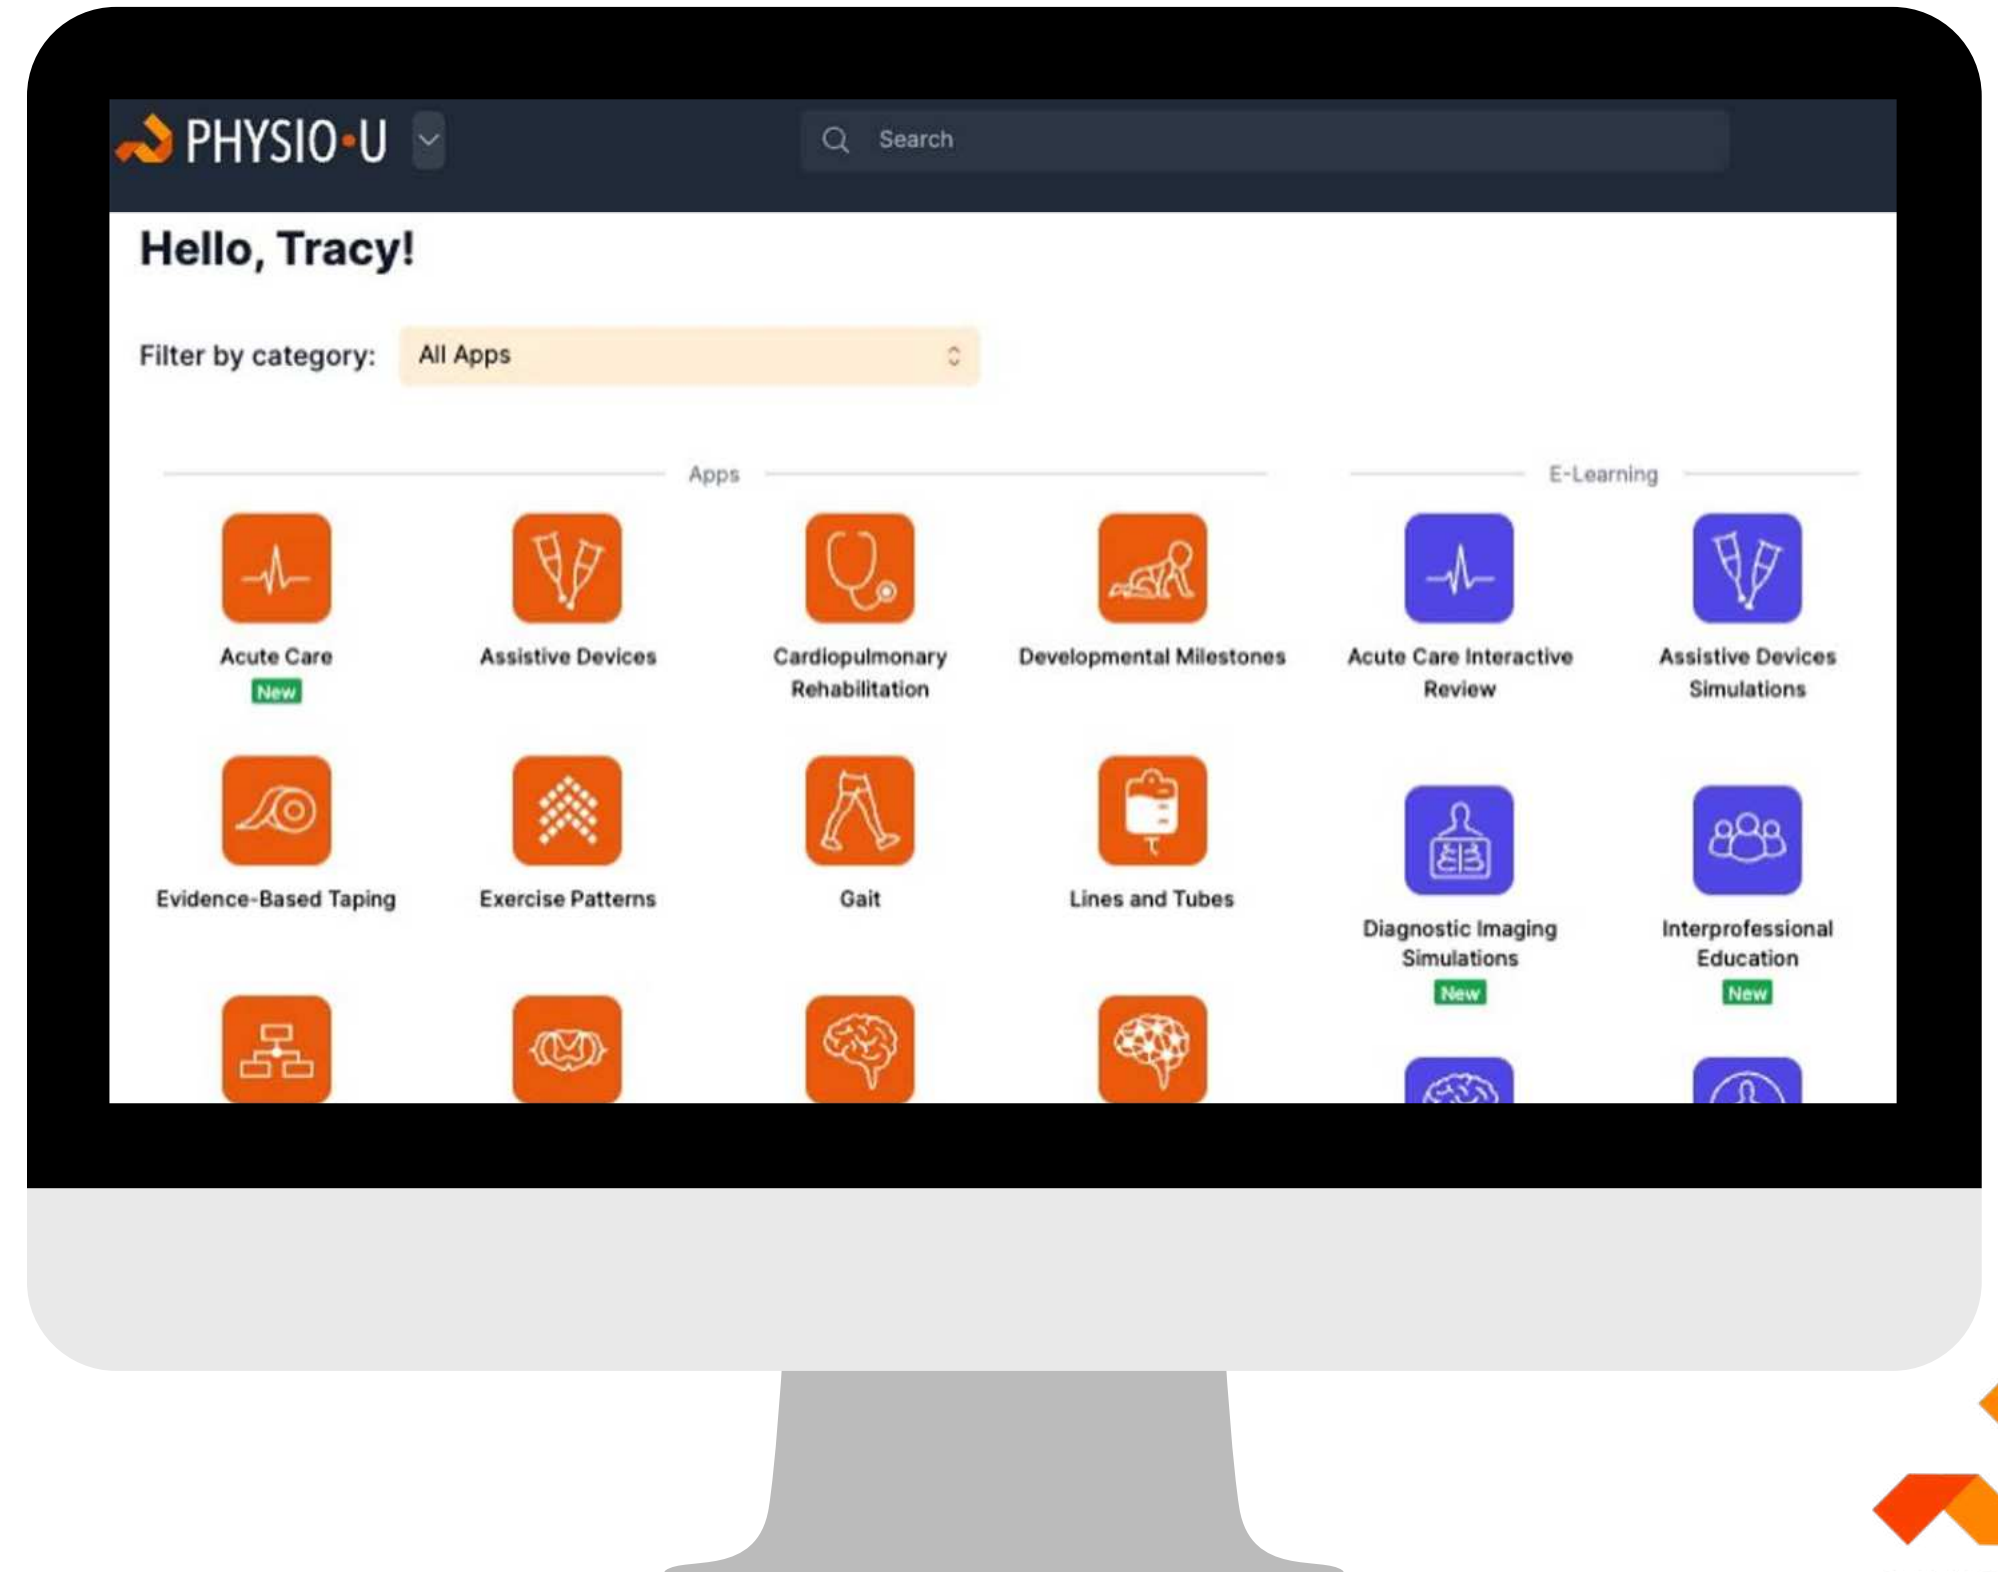 PHYSIO•U
Search
Hello, Tracy!
Filter by category:
All Apps
Apps
Acute Care
New
Assistive Devices
Cardiopulmonary
Rehabilitation
Developmental Milestones
Evidence-Based Taping
Exercise Patterns
Gait
Lines and Tubes
E-Learning
Acute Care Interactive
Review
Assistive Devices
Simulations
Diagnostic Imaging
Simulations
New
Interprofessional
Education
New